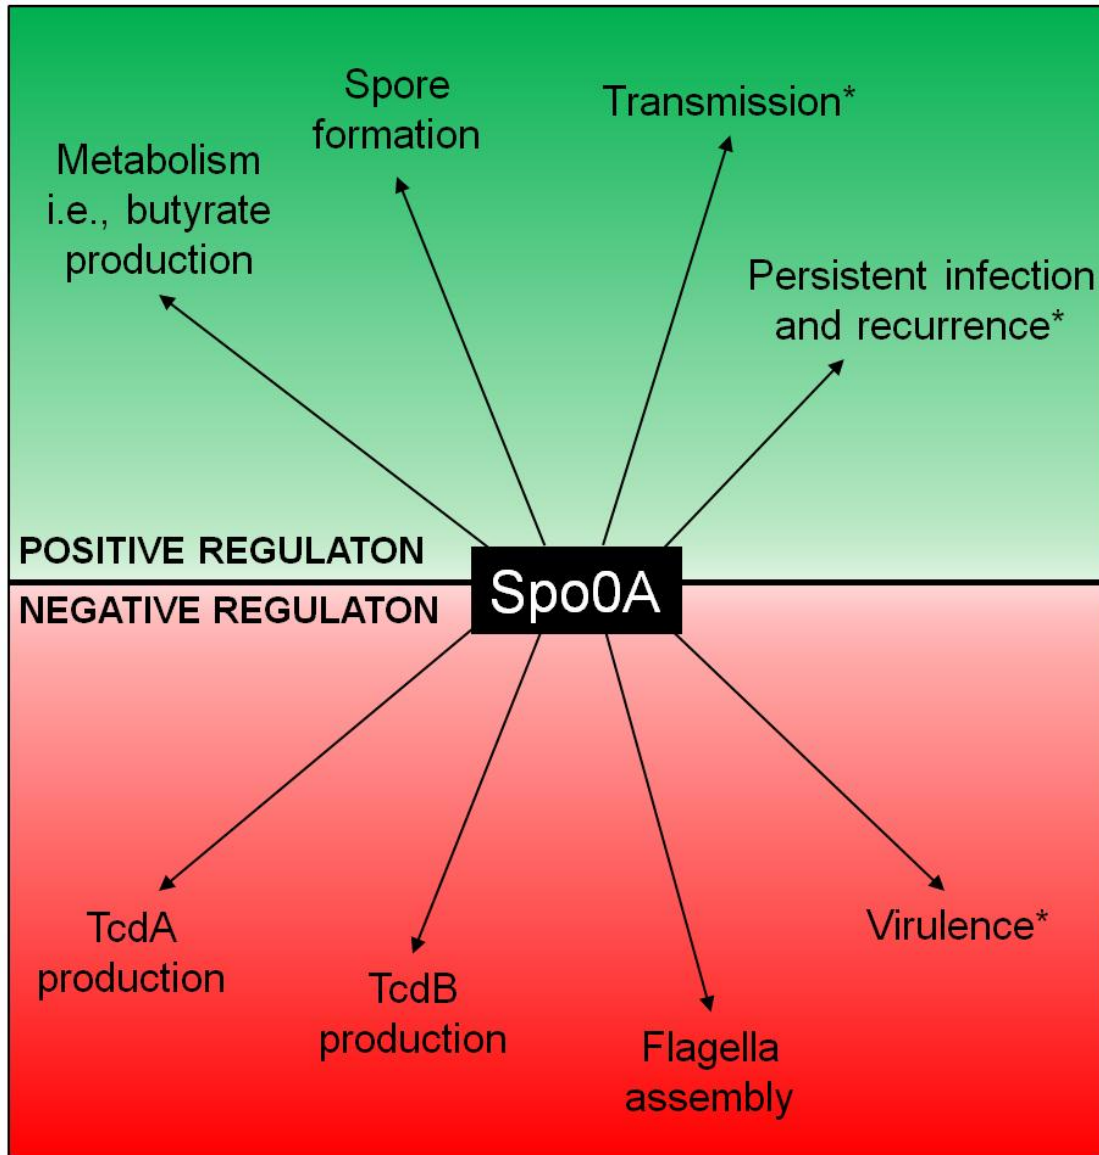 Spore
formation
Transmission*
Metabolism
i.e., butyrate
production
Persistent infection
and recurrence*
POSITIVE REGULATON
Spo0A
NEGATIVE REGULATON
TcdA
production
TcdB
production
Flagella
assembly
Virulence*